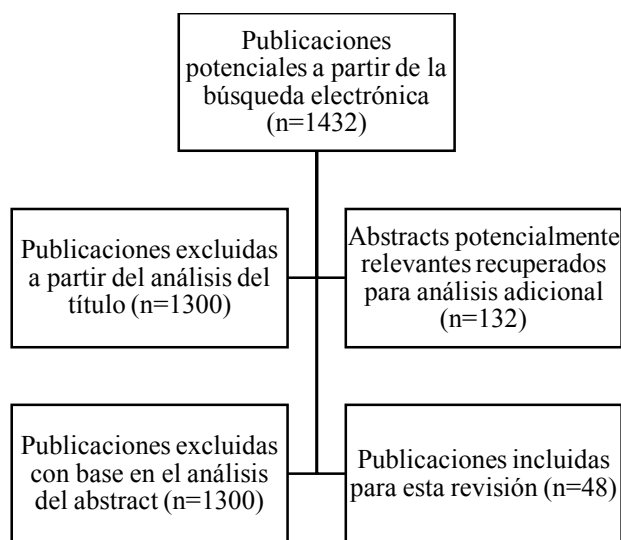 Publicaciones
potenciales a partir de la
búsqueda electrónica
(n=1432)
Publicaciones excluidas
a partir del análisis del
título (n=1300)
Abstracts potencialmente
relevantes recuperados
para análisis adicional
(n=132)
Publicaciones excluidas
con base en el análisis
del abstract (n=1300)
Publicaciones incluidas
para esta revisión (n=48)